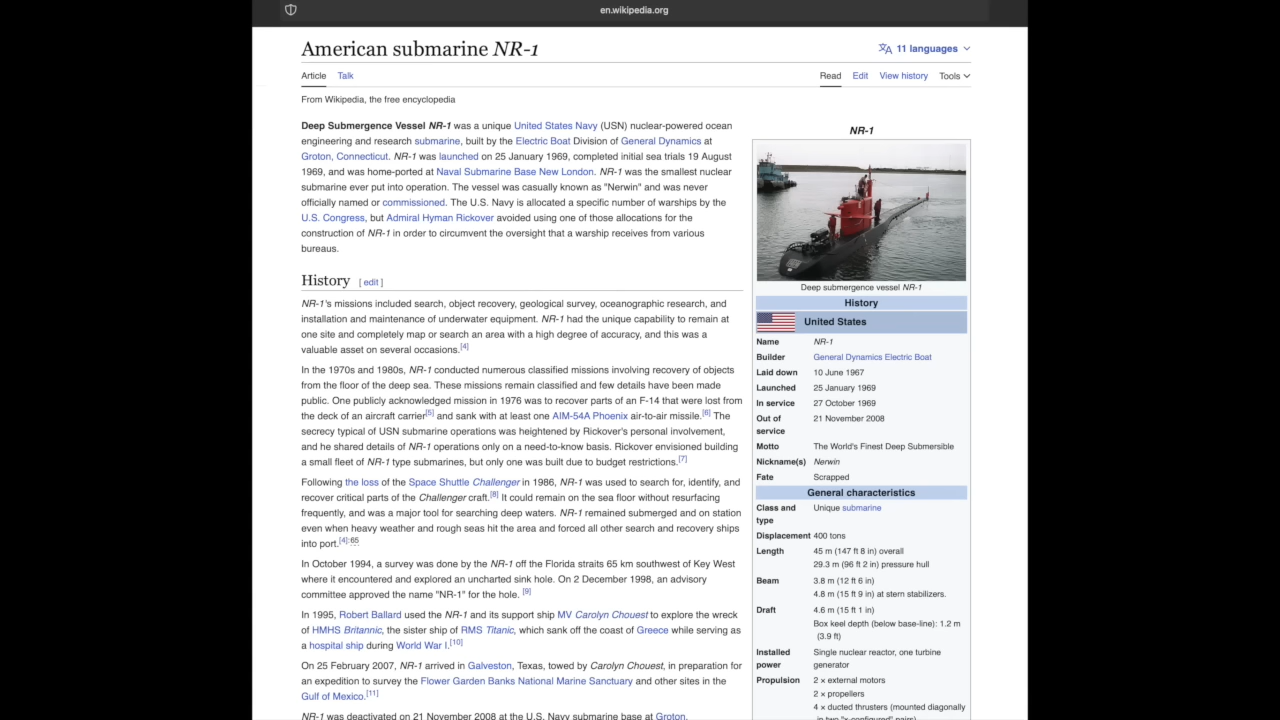 en.wikipedia.org
American submarine NR-1
11 languages
Article Talk
Read Edit View history Tools
From Wikipedia, the free encyclopedia
Deep Submergence Vessel NR-1 was a unique United States Navy (USN) nuclear-powered ocean
engineering and research submarine, built by the Electric Boat Division of General Dynamics at
Groton, Connecticut. NR-1 was launched on 25 January 1969, completed initial sea trials 19 August
1969, and was home-ported at Naval Submarine Base New London. NR-1 was the smallest nuclear
submarine ever put into operation. The vessel was casually known as "Nerwin" and was never
officially named or commissioned. The U.S. Navy is allocated a specific number of warships by the
U.S. Congress, but Admiral Hyman Rickover avoided using one of those allocations for the
construction of NR-1 in order to circumvent the oversight that a warship receives from various
bureaus.
History [ edit ]
NR-1's missions included search, object recovery, geological survey, oceanographic research, and
installation and maintenance of underwater equipment. NR-1 had the unique capability to remain at
one site and completely map or search an area with a high degree of accuracy, and this was a
valuable asset on several occasions.[4]
In the 1970s and 1980s, NR-1 conducted numerous classified missions involving recovery of objects
from the floor of the deep sea. These missions remain classified and few details have been made
public. One publicly acknowledged mission in 1976 was to recover parts of an F-14 that were lost from
the deck of an aircraft carrier[5] and sank with at least one AIM-54A Phoenix air-to-air missile.[6] The
secrecy typical of USN submarine operations was heightened by Rickover's personal involvement,
and he shared details of NR-1 operations only on a need-to-know basis. Rickover envisioned building
a small fleet of NR-1 type submarines, but only one was built due to budget restrictions.[7]
Following the loss of the Space Shuttle Challenger in 1986, NR-1 was used to search for, identify, and
recover critical parts of the Challenger craft.[8] It could remain on the sea floor without resurfacing
frequently, and was a major tool for searching deep waters. NR-1 remained submerged and on station
even when heavy weather and rough seas hit the area and forced all other search and recovery ships
into port.[4]:65
In October 1994, a survey was done by the NR-1 off the Florida straits 65 km southwest of Key West
where it encountered and explored an uncharted sink hole. On 2 December 1998, an advisory
committee approved the name "NR-1" for the hole. [9]
In 1995, Robert Ballard used the NR-1 and its support ship MV Carolyn Chouest to explore the wreck
of HMHS Britannic, the sister ship of RMS Titanic, which sank off the coast of Greece while serving as
a hospital ship during World War I.[10]
On 25 February 2007, NR-1 arrived in Galveston, Texas, towed by Carolyn Chouest, in preparation for
an expedition to survey the Flower Garden Banks National Marine Sanctuary and other sites in the
Gulf of Mexico.[11]
NR-1 was deactivated on 21 November 2008 at the U.S. Navy submarine base at Groton,
NR-1
Deep submergence vessel NR-1
History
United States
Name NR-1
Builder General Dynamics Electric Boat
Laid down 10 June 1967
Launched 25 January 1969
In service 27 October 1969
Out of 21 November 2008
service
Motto The World's Finest Deep Submersible
Nickname(s) Nerwin
Fate Scrapped
General characteristics
Class and Unique submarine
type
Displacement 400 tons
Length 45 m (147 ft 8 in) overall
29.3 m (96 ft 2 in) pressure hull
Beam 3.8 m (12 ft 6 in)
4.8 m (15 ft 9 in) at stern stabilizers.
Draft 4.6 m (15 ft 1 in)
Box keel depth (below base-line): 1.2 m
(3.9 ft)
Installed Single nuclear reactor, one turbine
power generator
Propulsion 2 × external motors
2 × propellers
4 × ducted thrusters (mounted diagonally
in two "x-configured" pairs)